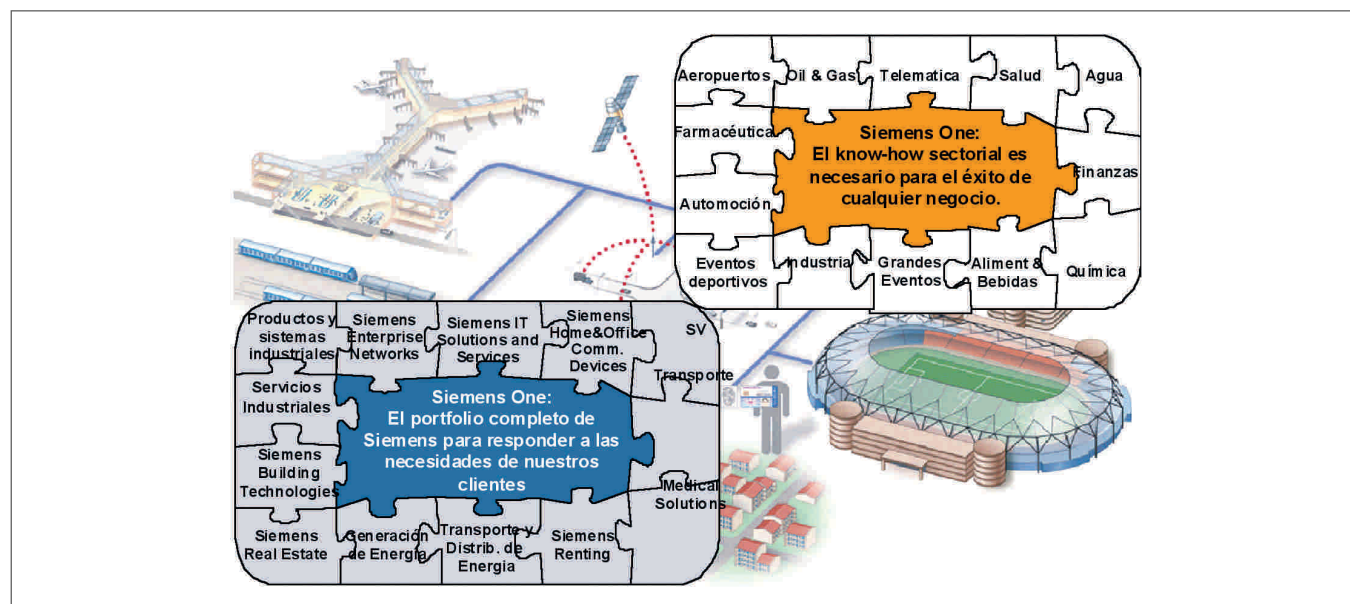 Aeropuertos
Oil & Gas
Telematica
Salud
Agua
Farmacéutica
Siemens One:
El know-how sectorial es
necesario para el éxito de
cualquier negocio.
Finanzas
Automoción
Eventos
deportivos
Industria
Grandes
Eventos
Aliment &
Bebidas
Química
Productos y
sistemas
industriales
Siemens
Enterprise
Networks
Siemens IT
Solutions and
Services
Siemens
Home&Office
Comm.
Devices
SV
Transporte
Servicios
Industriales
Siemens One:
El portfolio completo de
Siemens para responder a las
necesidades de nuestros
clientes
Siemens
Building
Technologies
Medical
Solutions
Siemens
Real Estate
Generación
de Energía
Transporte y
Distrib. de
Energia
Siemens
Renting